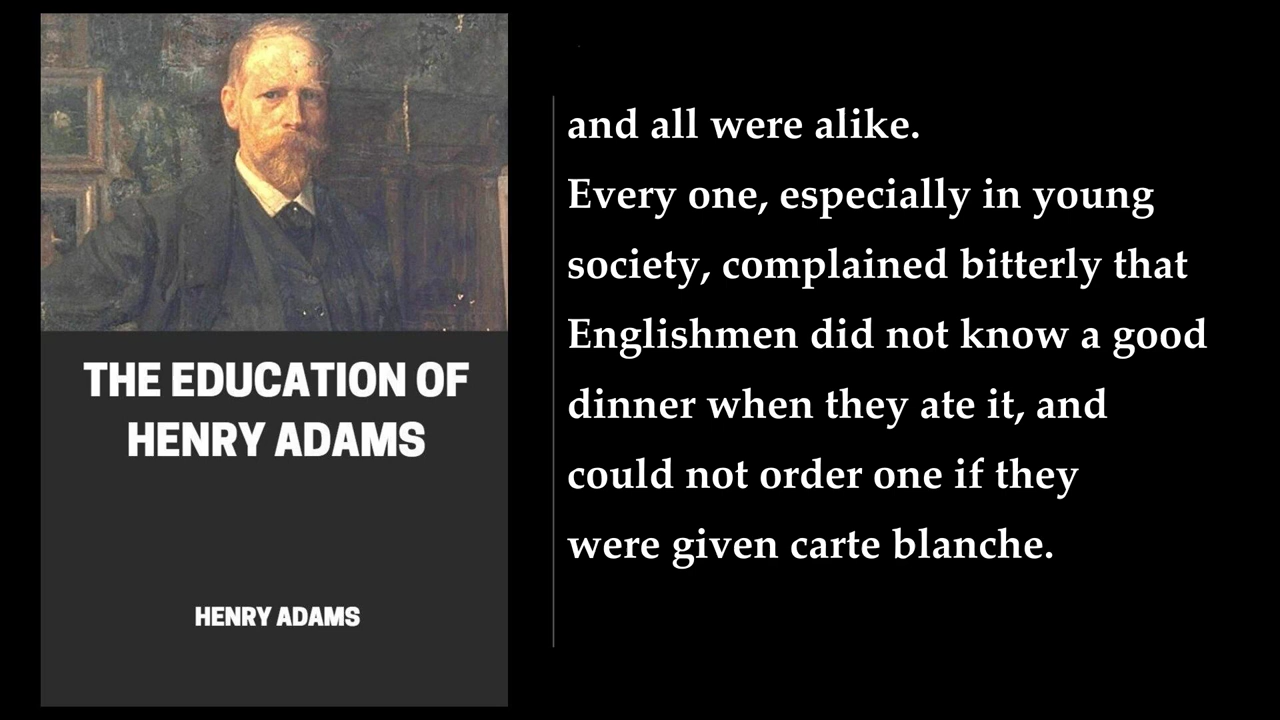 THE EDUCATION OF
HENRY ADAMS
HENRY ADAMS
and all were alike.
Every one, especially in young
society, complained bitterly that
Englishmen did not know a good
dinner when they ate it, and
could not order one if they
were given carte blanche.